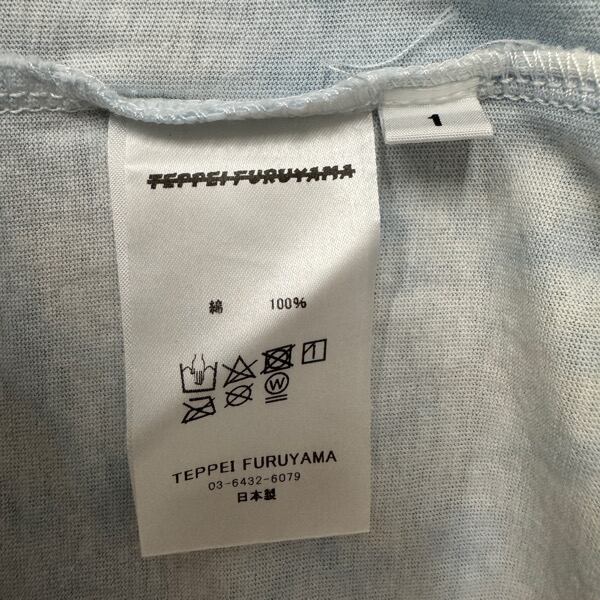 1
TEPPEI FURUYAMA
綿 100%
W
TEPPEI FURUYAMA
03-6432-6079
日本製